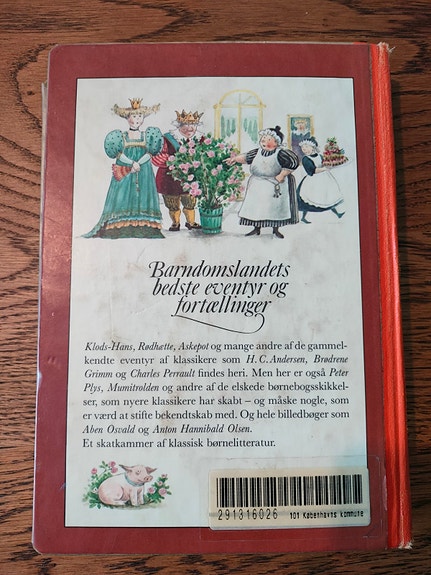 Barndomslandets
bedste eventyr og
fortællinger
Klods-Hans, Rødhætte, Askepot og mange andre af de gammel-
kendte eventyr af klassikere som H. C. Andersen, Brødrene
Grimm og Charles Perrault findes heri. Men her er også Peter
Plys, Mumitrolden og andre af de elskede børnebogsskikkel-
ser, som nyere klassikere har skabt – og måske nogle, som
er værd at stifte bekendtskab med. Og hele billedbøger som
Aben Osvald og Anton Hannibald Olsen.
Et skatkammer af klassisk børnelitteratur.
291316026 101 Københavns kommune